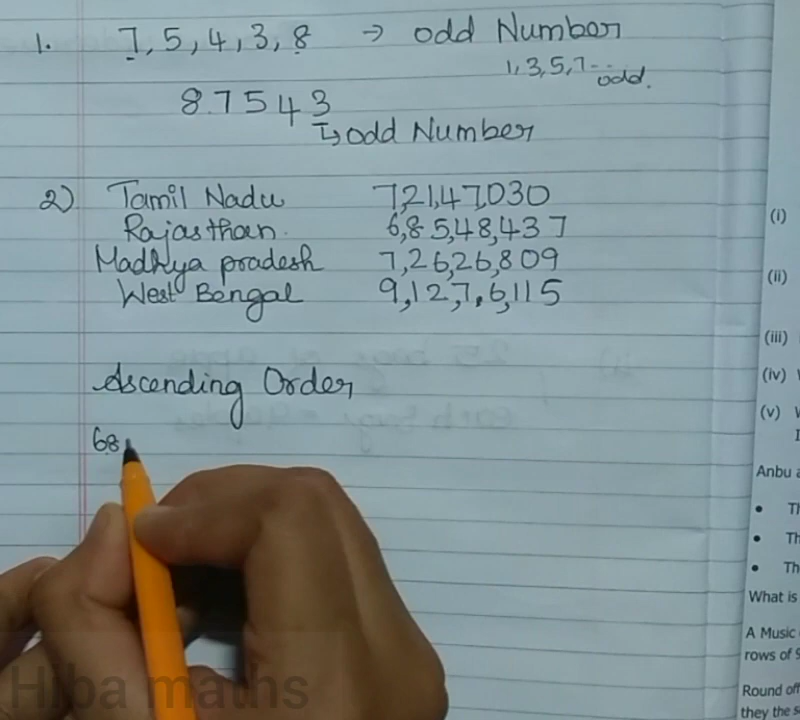 1. 7, 5, 4, 3, 8 → odd Number
1, 3, 5, 7 -- odd.
8 7 5 4 3
↳ odd Number
2) Tamil Nadu 7,21,47,030
Rajasthan. 6,85,48,437
Madhya pradesh 7,26,26,809
West Bengal 9,12,7,6,115
Ascending Order
68
(i)
(ii)
(iii)
(iv)
(v)
Anbu
What is
A Music
rows of 9
Round off
they the s
Hiba maths